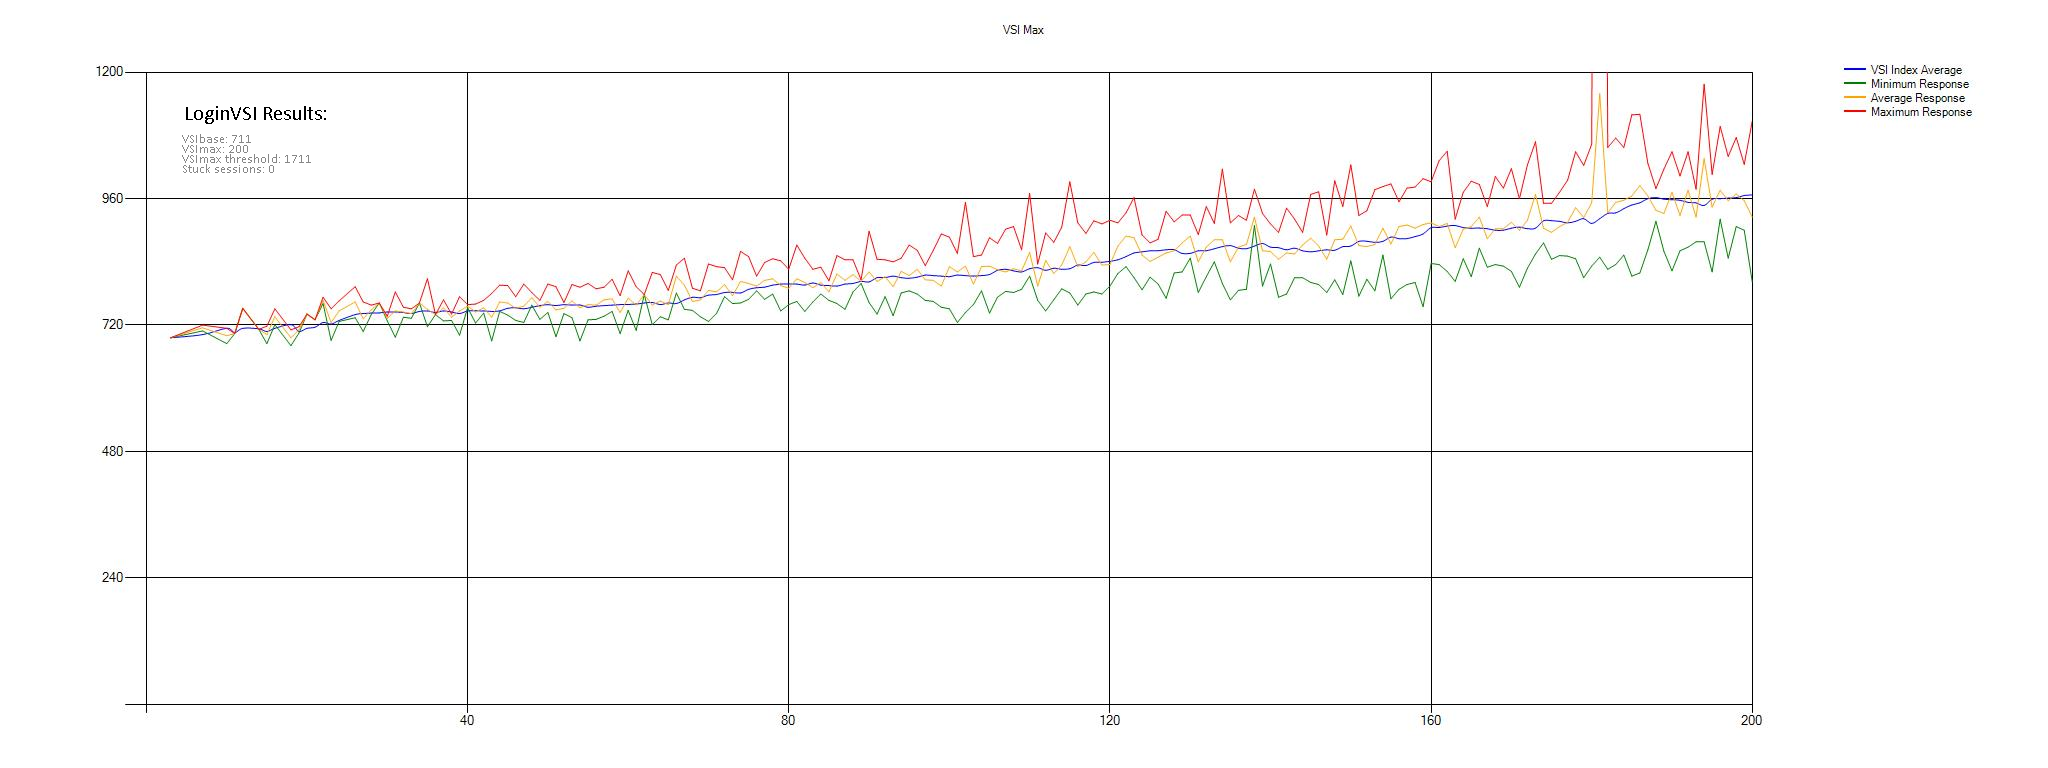 VSI Max
1200
960
720
480
240
LoginVSI Results:
VSIbase: 711
VSImax: 200
VSImax threshold: 1711
Stuck sessions: 0
VSI Index Average
Minimum Response
Average Response
Maximum Response
40 80 120 160 200